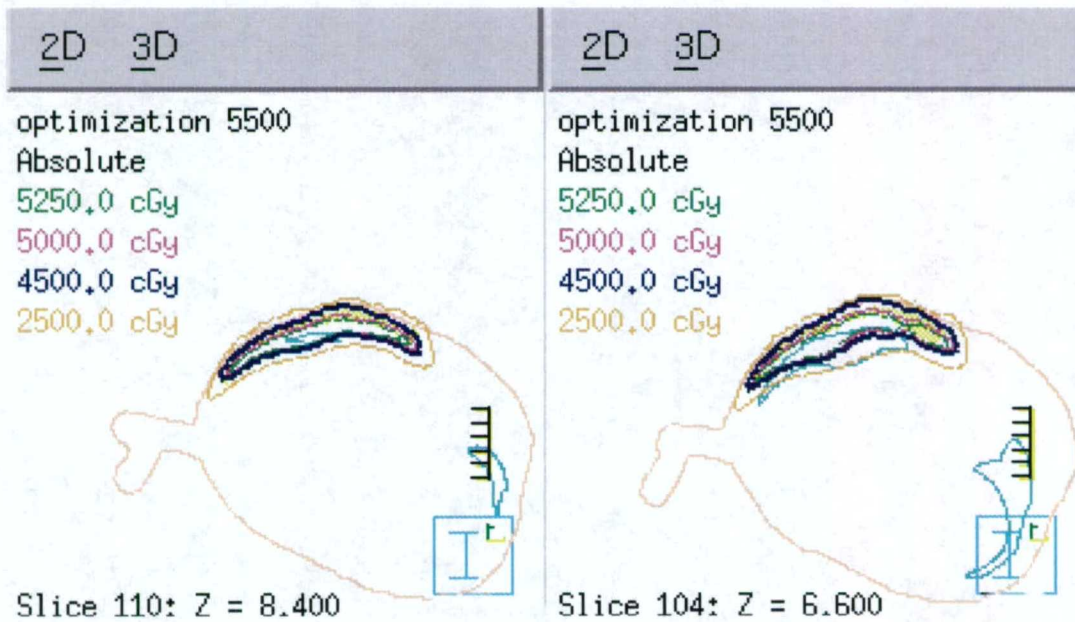 2D 3D
optimization 5500
Absolute
5250.0 cGy
5000.0 cGy
4500.0 cGy
2500.0 cGy
Slice 110: Z = 8.400
2D 3D
optimization 5500
Absolute
5250.0 cGy
5000.0 cGy
4500.0 cGy
2500.0 cGy
Slice 104: Z = 6.600